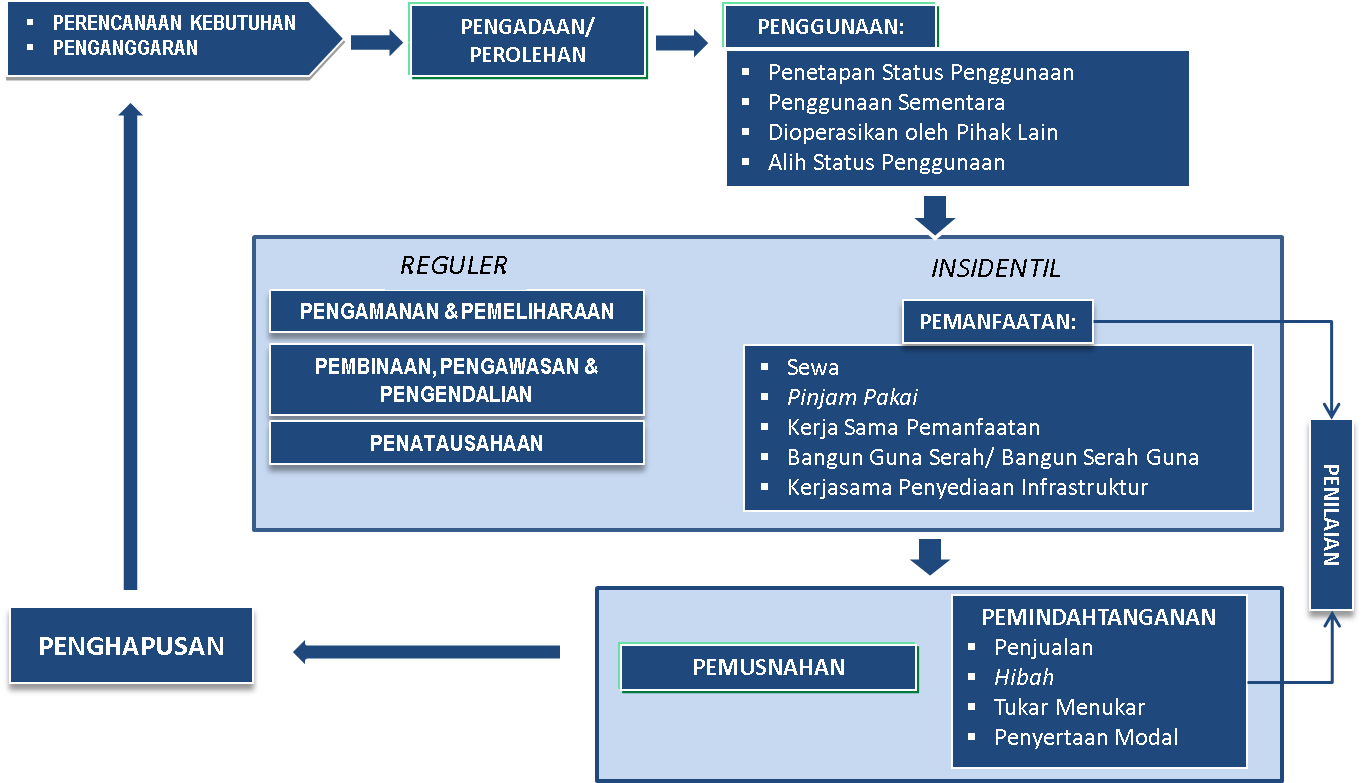 ▪ PERENCANAAN KEBUTUHAN
▪ PENGANGGARAN
PENGADAAN/
PEROLEHAN
PENGGUNAAN:
▪ Penetapan Status Penggunaan
▪ Penggunaan Sementara
▪ Dioperasikan oleh Pihak Lain
▪ Alih Status Penggunaan
REGULER
PENGAMANAN & PEMELIHARAAN
PEMBINAAN, PENGAWASAN &
PENGENDALIAN
PENATAUSAHAAN
INSIDENTIL
PEMANFAATAN:
▪ Sewa
▪ Pinjam Pakai
▪ Kerja Sama Pemanfaatan
▪ Bangun Guna Serah/ Bangun Serah Guna
▪ Kerjasama Penyediaan Infrastruktur
PENILAIAN
PEMINDAHTANGANAN
▪ Penjualan
▪ Hibah
▪ Tukar Menukar
▪ Penyertaan Modal
PEMUSNAHAN
PENGHAPUSAN